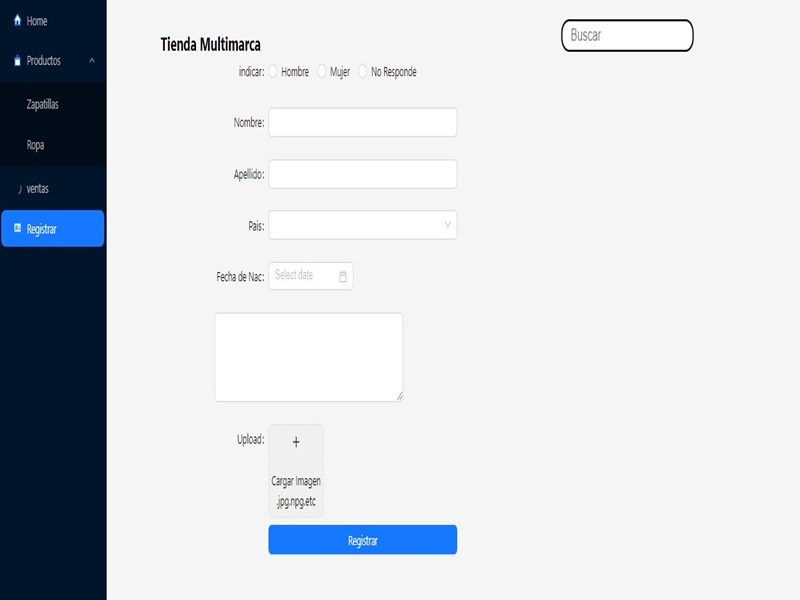 Home
Productos
Zapatillas
Ropa
ventas
Registrar
Buscar
Tienda Multimarca
indicar: Hombre Mujer No Responde
Nombre:
Apellido:
Pais:
Fecha de Nac: Select date
Upload: +
Cargar Imagen
.jpg.npg.etc
Registrar